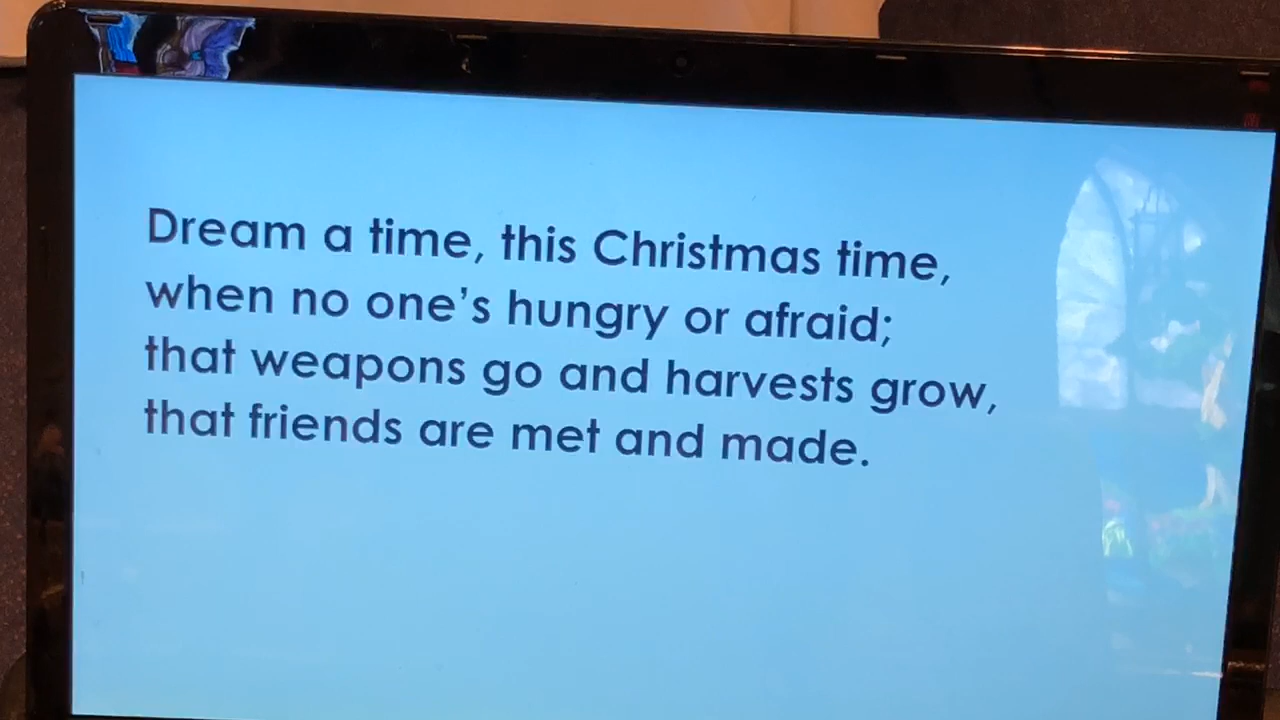 Dream a time, this Christmas time,
when no one’s hungry or afraid;
that weapons go and harvests grow,
that friends are met and made.